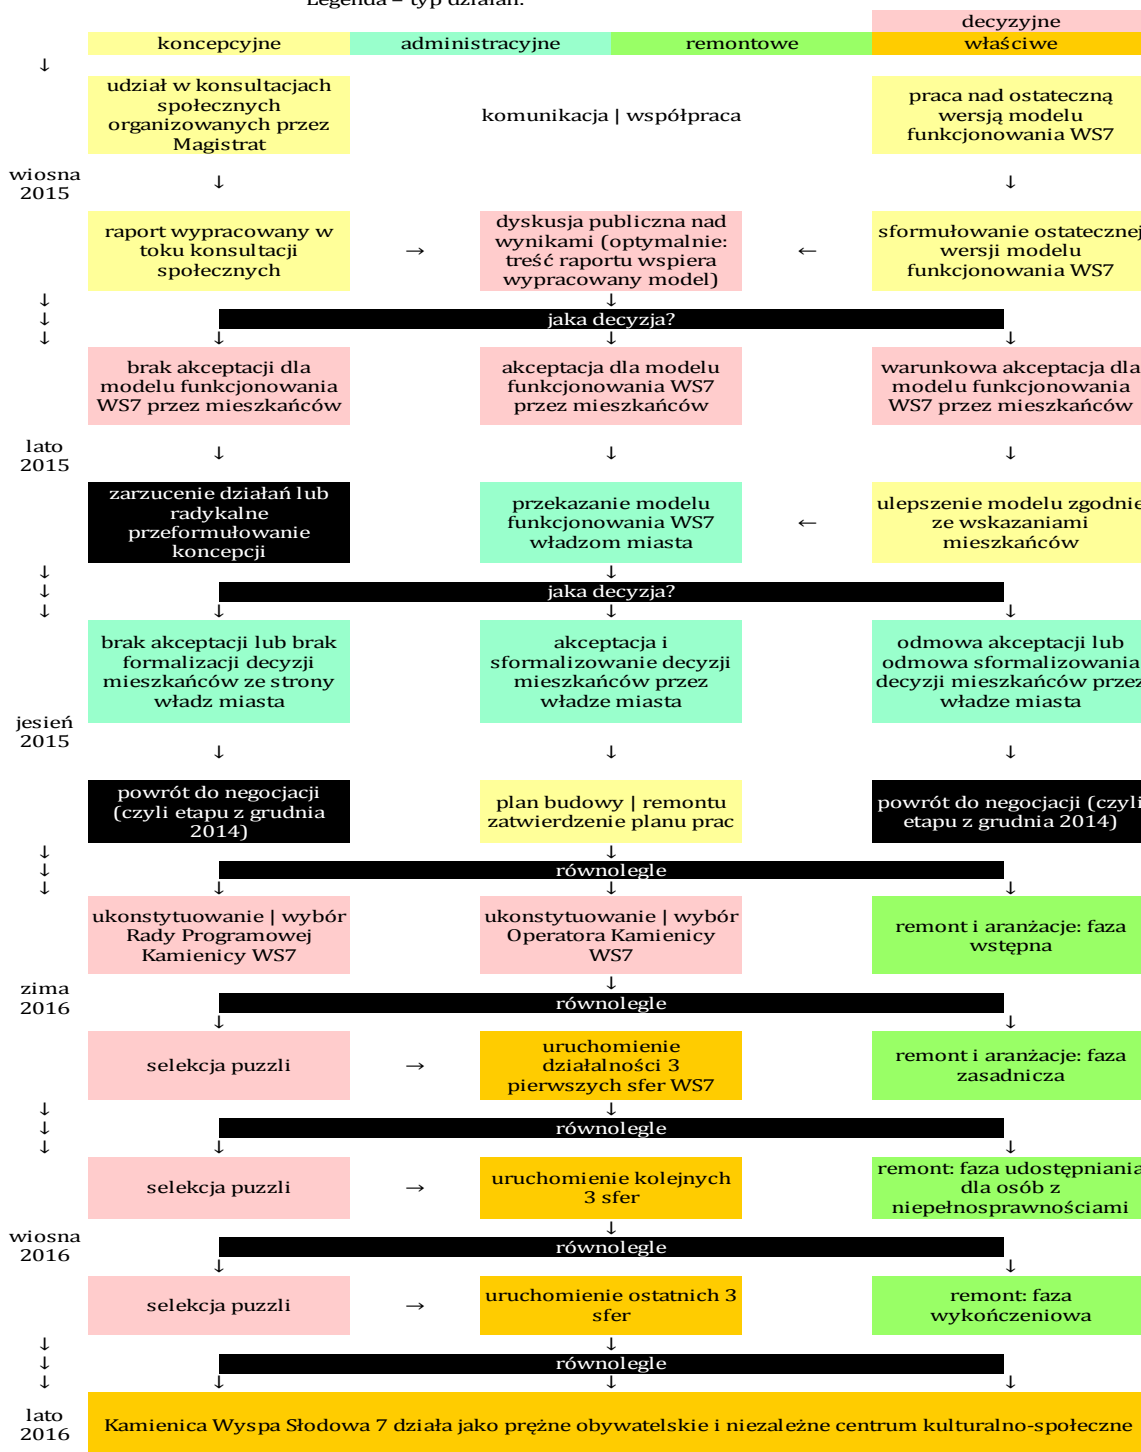 Legenda – typ działań:
decyzyjne
koncepcyjne administracyjne remontowe właściwe
↓
udział w konsultacjach
społecznych
organizowanych przez
Magistrat
komunikacja | współpraca
praca nad ostateczną
wersją modelu
funkcjonowania WS7
wiosna
2015
↓ ↓
raport wypracowany w
toku konsultacji
społecznych
→
dyskusja publiczna nad
wynikami (optymalnie:
treść raportu wspiera
wypracowany model)
←
sformułowanie ostatecznej
wersji modelu
funkcjonowania WS7
↓ ↓
↓ jaka decyzja?
↓ ↓ ↓ ↓
brak akceptacji dla
modelu funkcjonowania
WS7 przez mieszkańców
akceptacja dla modelu
funkcjonowania WS7
przez mieszkańców
warunkowa akceptacja dla
modelu funkcjonowania
WS7 przez mieszkańców
lato
2015
↓ ↓ ↓
zarzucenie działań lub
radykalne
przeformułowanie
koncepcji
przekazanie modelu
funkcjonowania WS7
władzom miasta
←
ulepszenie modelu zgodnie
ze wskazaniami
mieszkańców
↓ ↓
↓ jaka decyzja?
↓ ↓ ↓ ↓
brak akceptacji lub brak
formalizacji decyzji
mieszkańców ze strony
władz miasta
akceptacja i
sformalizowanie decyzji
mieszkańców przez
władze miasta
odmowa akceptacji lub
odmowa sformalizowania
decyzji mieszkańców przez
władze miasta
jesień
2015
↓ ↓ ↓
powrót do negocjacji
(czyli etapu z grudnia
2014)
plan budowy | remontu
zatwierdzenie planu prac
powrót do negocjacji (czyli
etapu z grudnia 2014)
↓ ↓
↓ równolegle
↓ ↓ ↓ ↓
ukonstytuowanie | wybór
Rady Programowej
Kamienicy WS7
ukonstytuowanie | wybór
Operatora Kamienicy
WS7
remont i aranżacje: faza
wstępna
zima
2016
↓
równolegle
↓ ↓
selekcja puzzli
→
uruchomienie
działalności 3
pierwszych sfer WS7
remont i aranżacje: faza
zasadnicza
↓ ↓
↓ równolegle
↓ ↓ ↓
selekcja puzzli
→
uruchomienie kolejnych
3 sfer
remont: faza udostępniania
dla osób z
niepełnosprawnościami
wiosna
2016
↓
równolegle
↓ ↓
selekcja puzzli
→
uruchomienie ostatnich 3
sfer
remont: faza
wykończeniowa
↓ ↓
↓ równolegle
↓ ↓ ↓ ↓
lato
2016
Kamienica Wyspa Słodowa 7 działa jako prężne obywatelskie i niezależne centrum kulturalno-społeczne